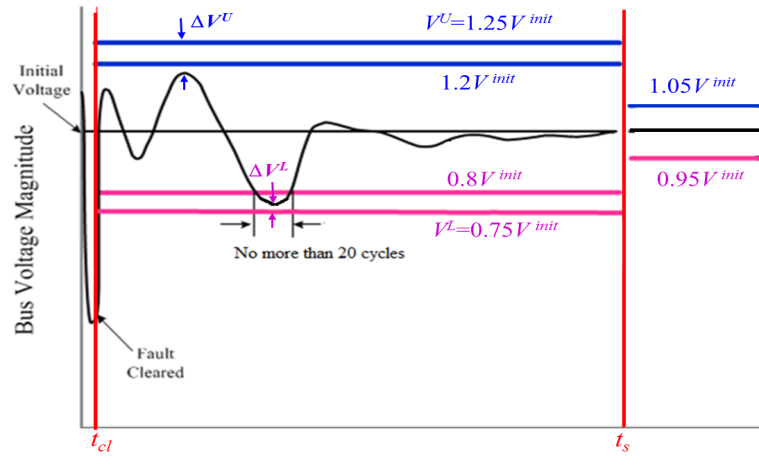 ΔV^U
V^U=1.25V^init
Initial
Voltage
1.2V^init
1.05V^init
ΔV^L
0.8V^init
0.95V^init
V^L=0.75V^init
No more than 20 cycles
Bus Voltage Magnitude
Fault
Cleared
t_cl
t_s